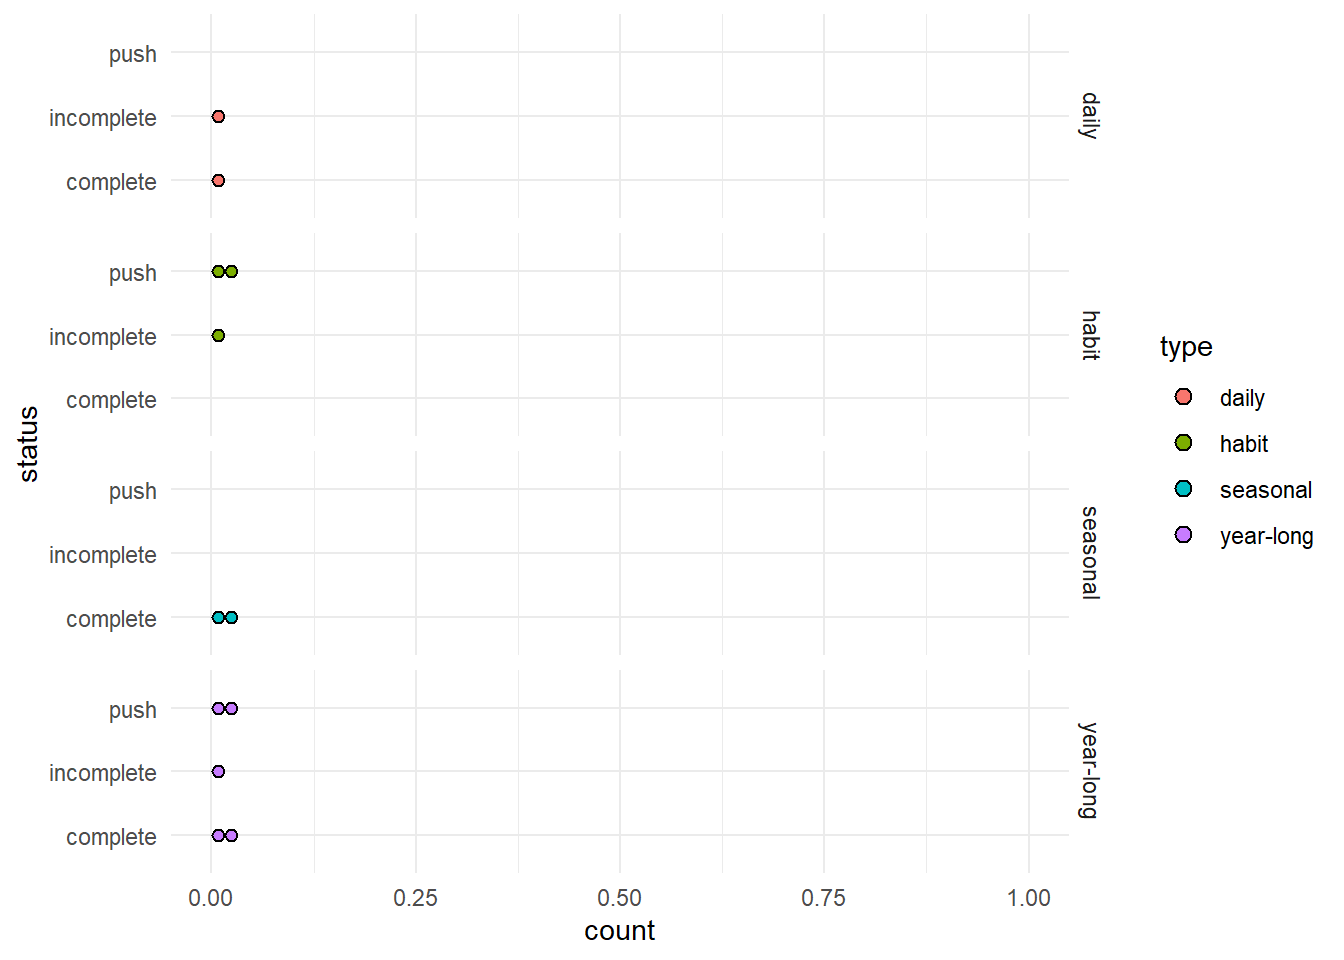 push
incomplete
complete
daily
push
incomplete
complete
habit
push
incomplete
complete
seasonal
push
incomplete
complete
year-long
0.00 0.25 0.50 0.75 1.00
count
status
type
daily
habit
seasonal
year-long